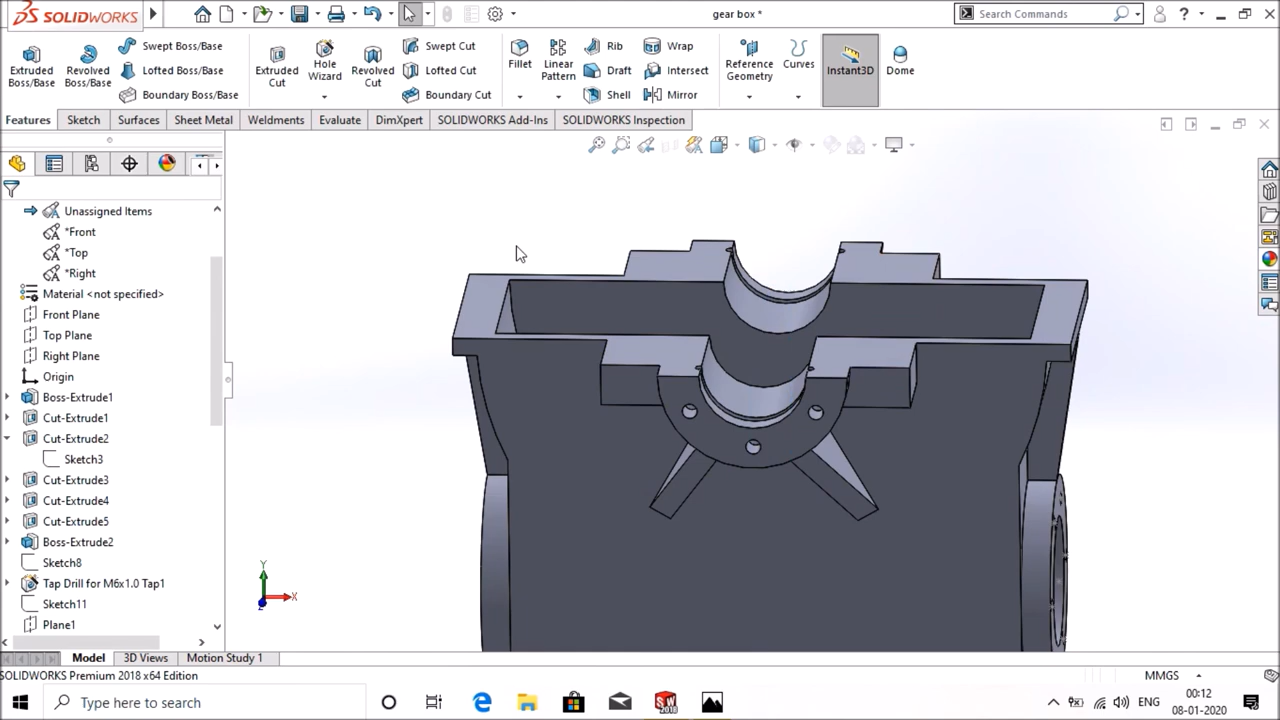 SOLIDWORKS
gear box *
Search Commands
?
Extruded Boss/Base
Revolved Boss/Base
Swept Boss/Base
Lofted Boss/Base
Boundary Boss/Base
Extruded Cut
Hole Wizard
Revolved Cut
Swept Cut
Lofted Cut
Boundary Cut
Fillet
Linear Pattern
Rib
Draft
Shell
Wrap
Intersect
Mirror
Reference Geometry
Curves
Instant3D
Dome
Features
Sketch
Surfaces
Sheet Metal
Weldments
Evaluate
DimXpert
SOLIDWORKS Add-Ins
SOLIDWORKS Inspection
Unassigned Items
*Front
*Top
*Right
Material <not specified>
Front Plane
Top Plane
Right Plane
Origin
Boss-Extrude1
Cut-Extrude1
Cut-Extrude2
Sketch3
Cut-Extrude3
Cut-Extrude4
Cut-Extrude5
Boss-Extrude2
Sketch8
Tap Drill for M6x1.0 Tap1
Sketch11
Plane1
Y
X
Z
Model
3D Views
Motion Study 1
SOLIDWORKS Premium 2018 x64 Edition
MMGS
Type here to search
SW
2018
ENG
00:12
08-01-2020